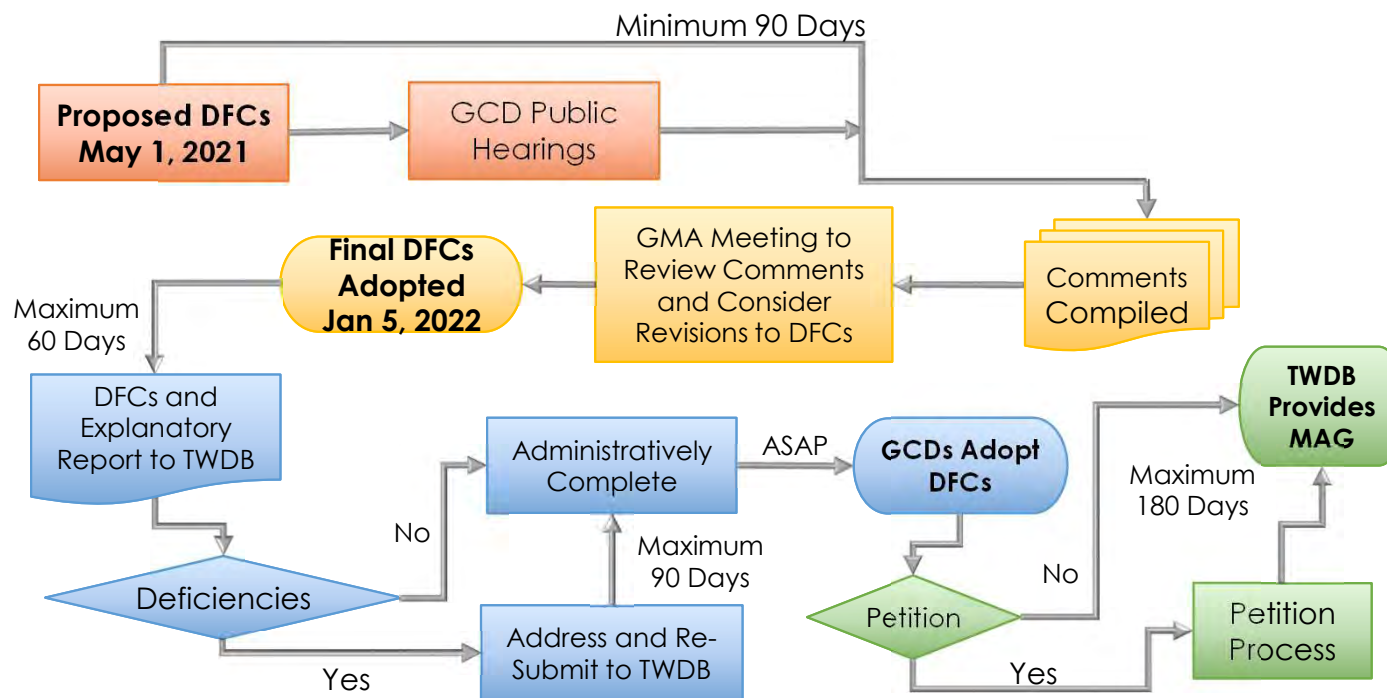 Minimum 90 Days
Proposed DFCs
May 1, 2021
GCD Public
Hearings
Comments
Compiled
GMA Meeting to
Review Comments
and Consider
Revisions to DFCs
Final DFCs
Adopted
Jan 5, 2022
Maximum
60 Days
DFCs and
Explanatory
Report to TWDB
Deficiencies
No
Yes
Address and Re-
Submit to TWDB
Maximum
90 Days
Administratively
Complete
ASAP
GCDs Adopt
DFCs
Petition
No
Yes
Petition
Process
Maximum
180 Days
TWDB
Provides
MAG